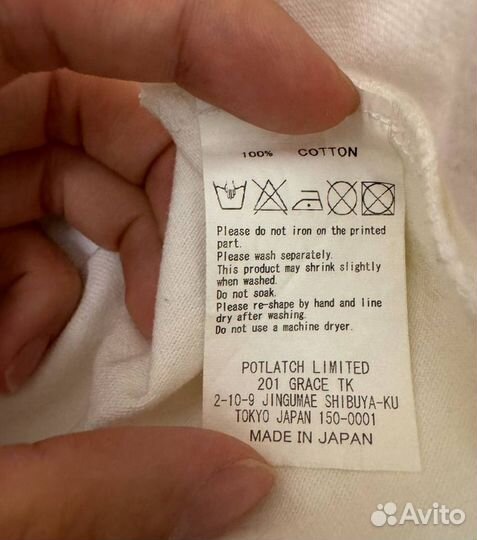 100% COTTON
Please do not iron on the printed
part.
Please wash separately.
This product may shrink slightly
when washed.
Do not soak.
Please re-shape by hand and line
dry after washing.
Do not use a machine dryer.
POTLATCH LIMITED
201 GRACE TK
2-10-9 JINGUMAE SHIBUYA-KU
TOKYO JAPAN 150-0001
MADE IN JAPAN
Avito